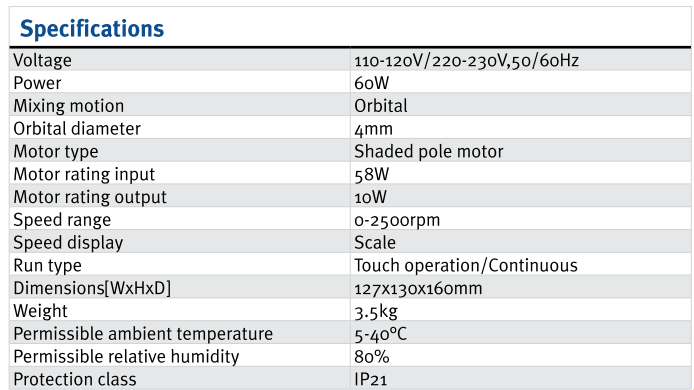 Specifications
Voltage 110-120V/220-230V,50/60Hz
Power 60W
Mixing motion Orbital
Orbital diameter 4mm
Motor type Shaded pole motor
Motor rating input 58W
Motor rating output 10W
Speed range 0-2500rpm
Speed display Scale
Run type Touch operation/Continuous
Dimensions[WxHxD] 127x130x160mm
Weight 3.5kg
Permissible ambient temperature 5-40°C
Permissible relative humidity 80%
Protection class IP21